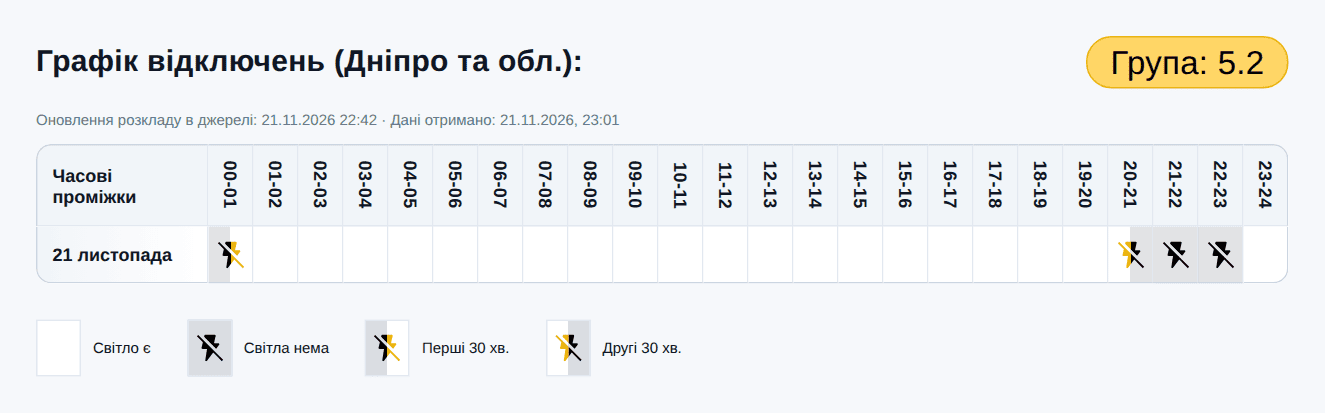 Графік відключень (Дніпро та обл.):
Група: 5.2
Оновлення розкладу в джерелі: 21.11.2026 22:42 · Дані отримано: 21.11.2026, 23:01
Часові
проміжки
00-01
01-02
02-03
03-04
04-05
05-06
06-07
07-08
08-09
09-10
10-11
11-12
12-13
13-14
14-15
15-16
16-17
17-18
18-19
19-20
20-21
21-22
22-23
23-24
21 листопада
Світло є
Світла нема
Перші 30 хв.
Другі 30 хв.